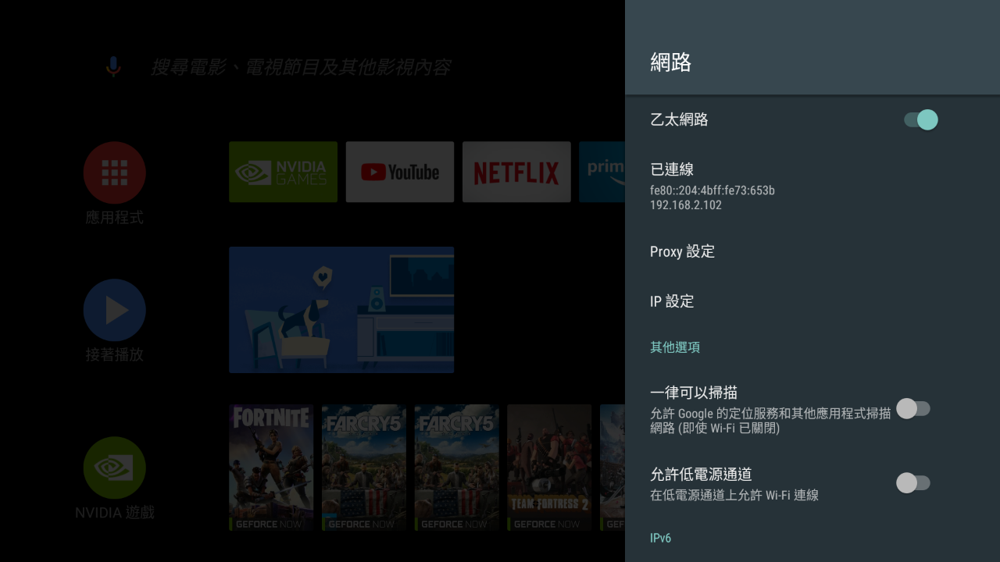 搜尋電影、電視節目及其他影視內容
NVIDIA
GAMES
YouTube
NETFLIX
prim
應用程式
接著播放
FORTNITE
FARCRY5
FARCRY5
TEAM FORTRESS 2
GEFORCE NOW
GEFORCE NOW
GEFORCE NOW
GEFORCE NOW
GEF
NVIDIA 遊戲
網路
乙太網路
已連線
fe80::204:4bff:fe73:653b
192.168.2.102
Proxy 設定
IP 設定
其他選項
一律可以掃描
允許 Google 的定位服務和其他應用程式掃描
網路 (即使 Wi-Fi 已關閉)
允許低電源通道
在低電源通道上允許 Wi-Fi 連線
IPv6